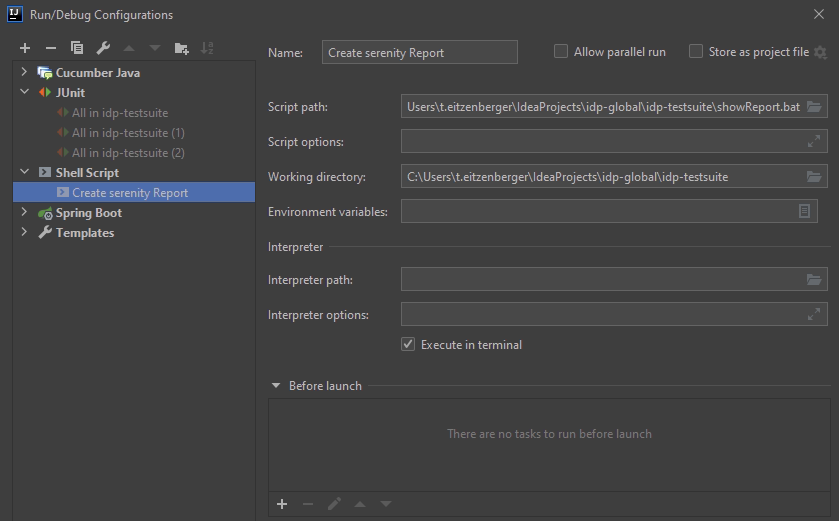 IJ Run/Debug Configurations
Cucumber Java
JUnit
All in idp-testsuite
All in idp-testsuite (1)
All in idp-testsuite (2)
Shell Script
Create serenity Report
Spring Boot
Templates
Name: Create serenity Report Allow parallel run Store as project file
Script path: Users\t.eitzenberger\IdeaProjects\idp-global\idp-testsuite\showReport.bat
Script options:
Working directory: C:\Users\t.eitzenberger\IdeaProjects\idp-global\idp-testsuite
Environment variables:
Interpreter
Interpreter path:
Interpreter options:
Execute in terminal
Before launch
There are no tasks to run before launch